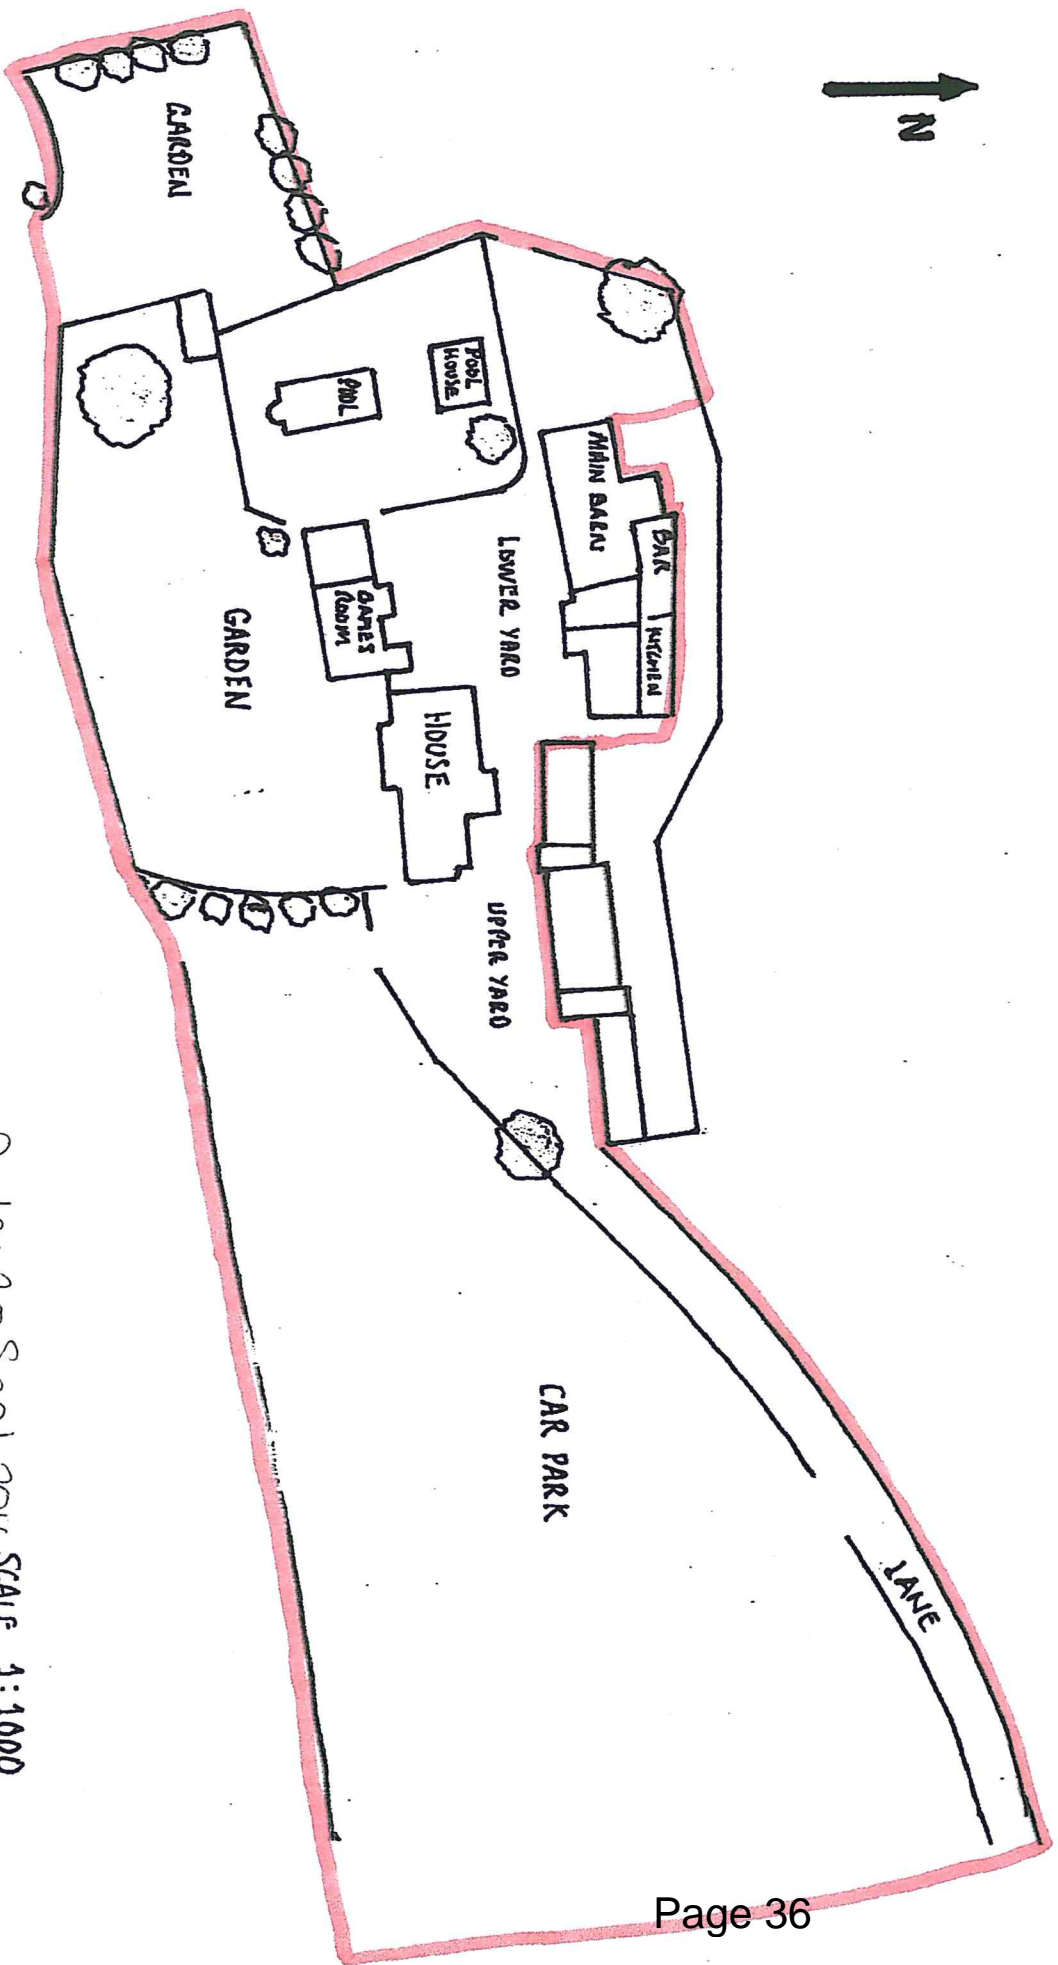 N
GARDEN
POOL
HOUSE
POOL
MAIN BARN
BAR
KITCHEN
LOWER YARD
GAMES
ROOM
GARDEN
HOUSE
UPPER YARD
CAR PARK
LANE
SCALE 1:1000
Page 36